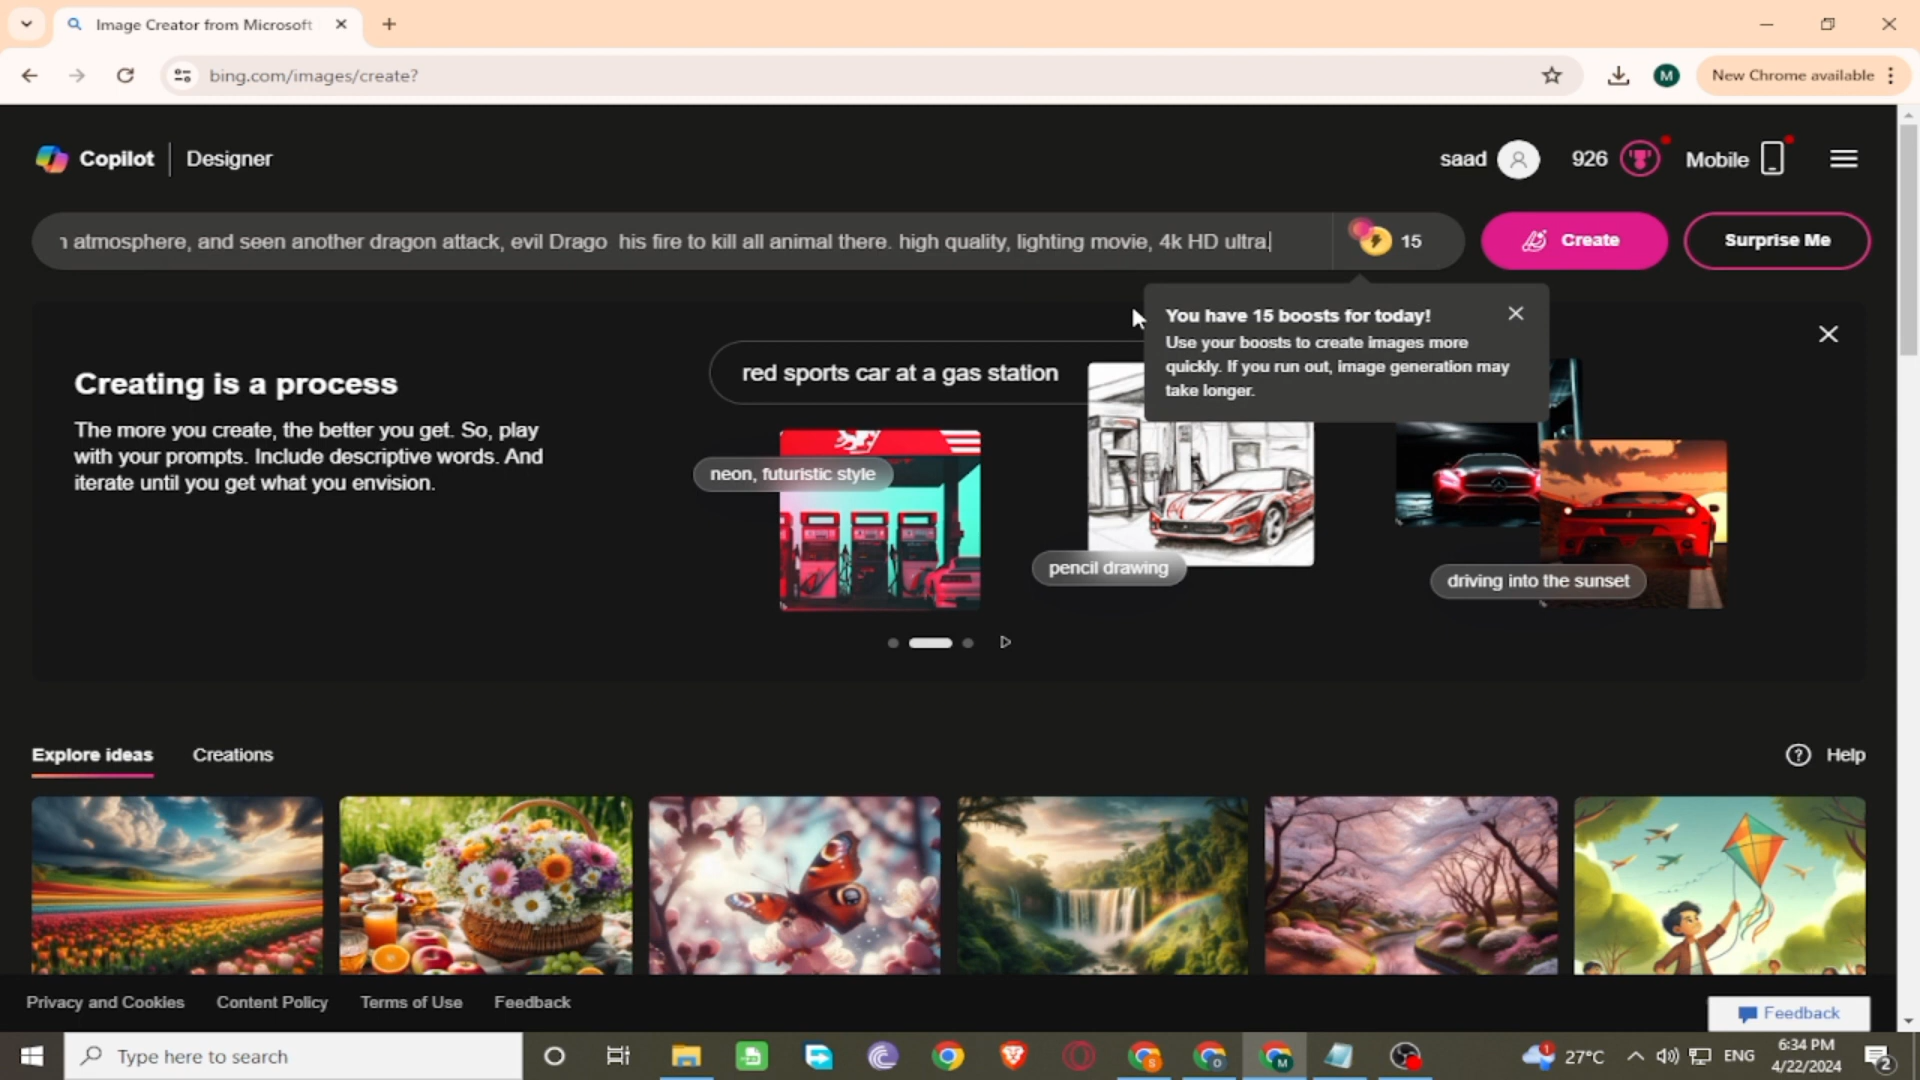 Image Creator from Microsoft
bing.com/images/create?
M
New Chrome available
Copilot
Designer
saad
926
Mobile
atmosphere, and seen another dragon attack, evil Drago  his fire to kill all animal there. high quality, lighting movie, 4k HD ultra.
15
Create
Surprise Me
You have 15 boosts for today!
Use your boosts to create images more
quickly. If you run out, image generation may
take longer.
Creating is a process
The more you create, the better you get. So, play
with your prompts. Include descriptive words. And
iterate until you get what you envision.
red sports car at a gas station
neon, futuristic style
pencil drawing
driving into the sunset
Explore ideas
Creations
Help
Privacy and Cookies
Content Policy
Terms of Use
Feedback
Feedback
Type here to search
27°C
ENG
6:34 PM
4/22/2024
2